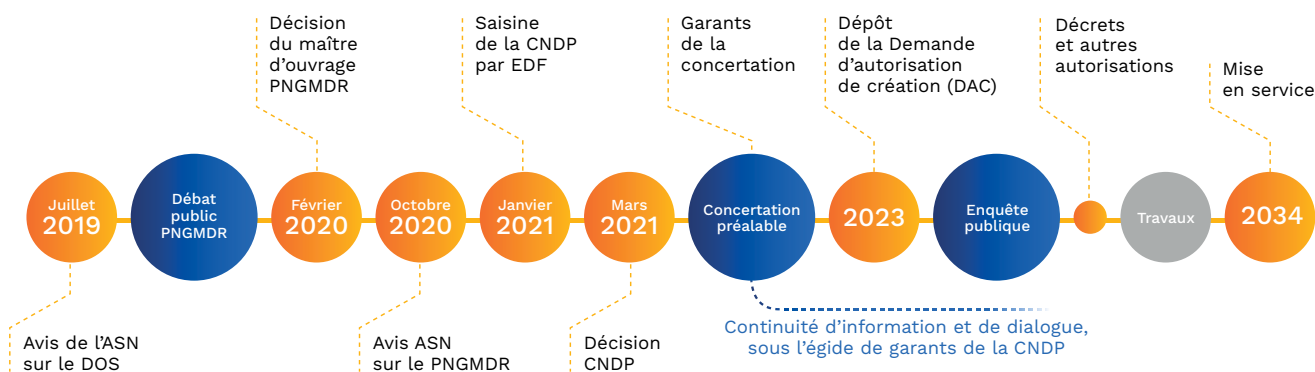 Décision
du maître
d’ouvrage
PNGMDR
Saisine
de la CNDP
par EDF
Garants
de la
concertation
Dépôt
de la Demande
d’autorisation
de création (DAC)
Décrets
et autres
autorisations
Mise
en service
Juillet
2019
Débat
public
PNGMDR
Février
2020
Octobre
2020
Janvier
2021
Mars
2021
Concertation
préalable
2023
Enquête
publique
Travaux
2034
Avis de l’ASN
sur le DOS
Avis ASN
sur le PNGMDR
Décision
CNDP
Continuité d’information et de dialogue,
sous l’égide de garants de la CNDP